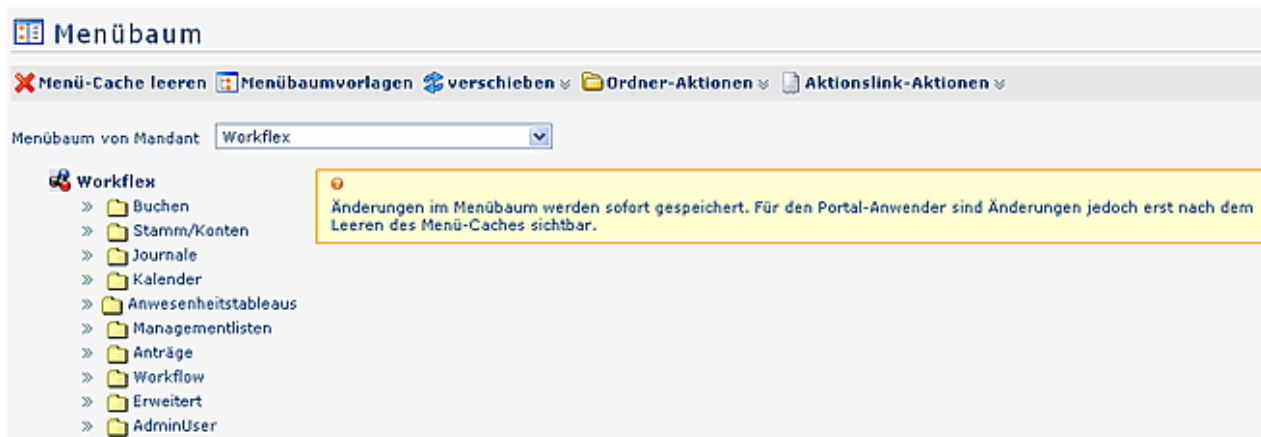 Menübaum
Menü-Cache leeren Menübaumvorlagen verschieben Ordner-Aktionen Aktionslink-Aktionen
Menübaum von Mandant Workflex
Workflex
Änderungen im Menübaum werden sofort gespeichert. Für den Portal-Anwender sind Änderungen jedoch erst nach dem
Leeren des Menü-Caches sichtbar.
Buchen
Stamm/Konten
Journale
Kalender
Anwesenheitstableaus
Managementlisten
Anträge
Workflow
Erweitert
AdminUser